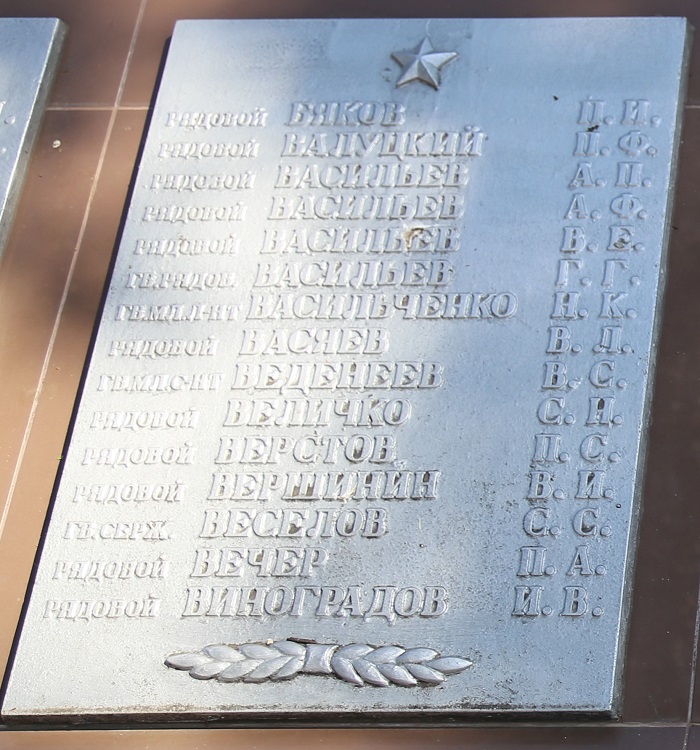 РЯДОВОЙ БЯКОВ П. И.
РЯДОВОЙ ВАЛУЦКИЙ П. Ф.
РЯДОВОЙ ВАСИЛЬЕВ А. П.
РЯДОВОЙ ВАСИЛЬЕВ А. Ф.
РЯДОВОЙ ВАСИЛЬЕВ В. Е.
ГВ.РЯДОВ. ВАСИЛЬЕВ Г. Г.
ГВ.МЛ.Л-НТ ВАСИЛЬЧЕНКО Н. К.
РЯДОВОЙ ВАСЯЕВ В. Л.
ГВ.МЛ.С-НТ ВЕДЕНЕЕВ В. С.
РЯДОВОЙ ВЕЛИЧКО С. Н.
РЯДОВОЙ ВЕРСТОВ П. С.
РЯДОВОЙ ВЕРШИНИН В. И.
ГВ.СЕРЖ. ВЕСЕЛОВ С. С.
РЯДОВОЙ ВЕЧЕР П. А.
РЯДОВОЙ ВИНОГРАДОВ И. В.